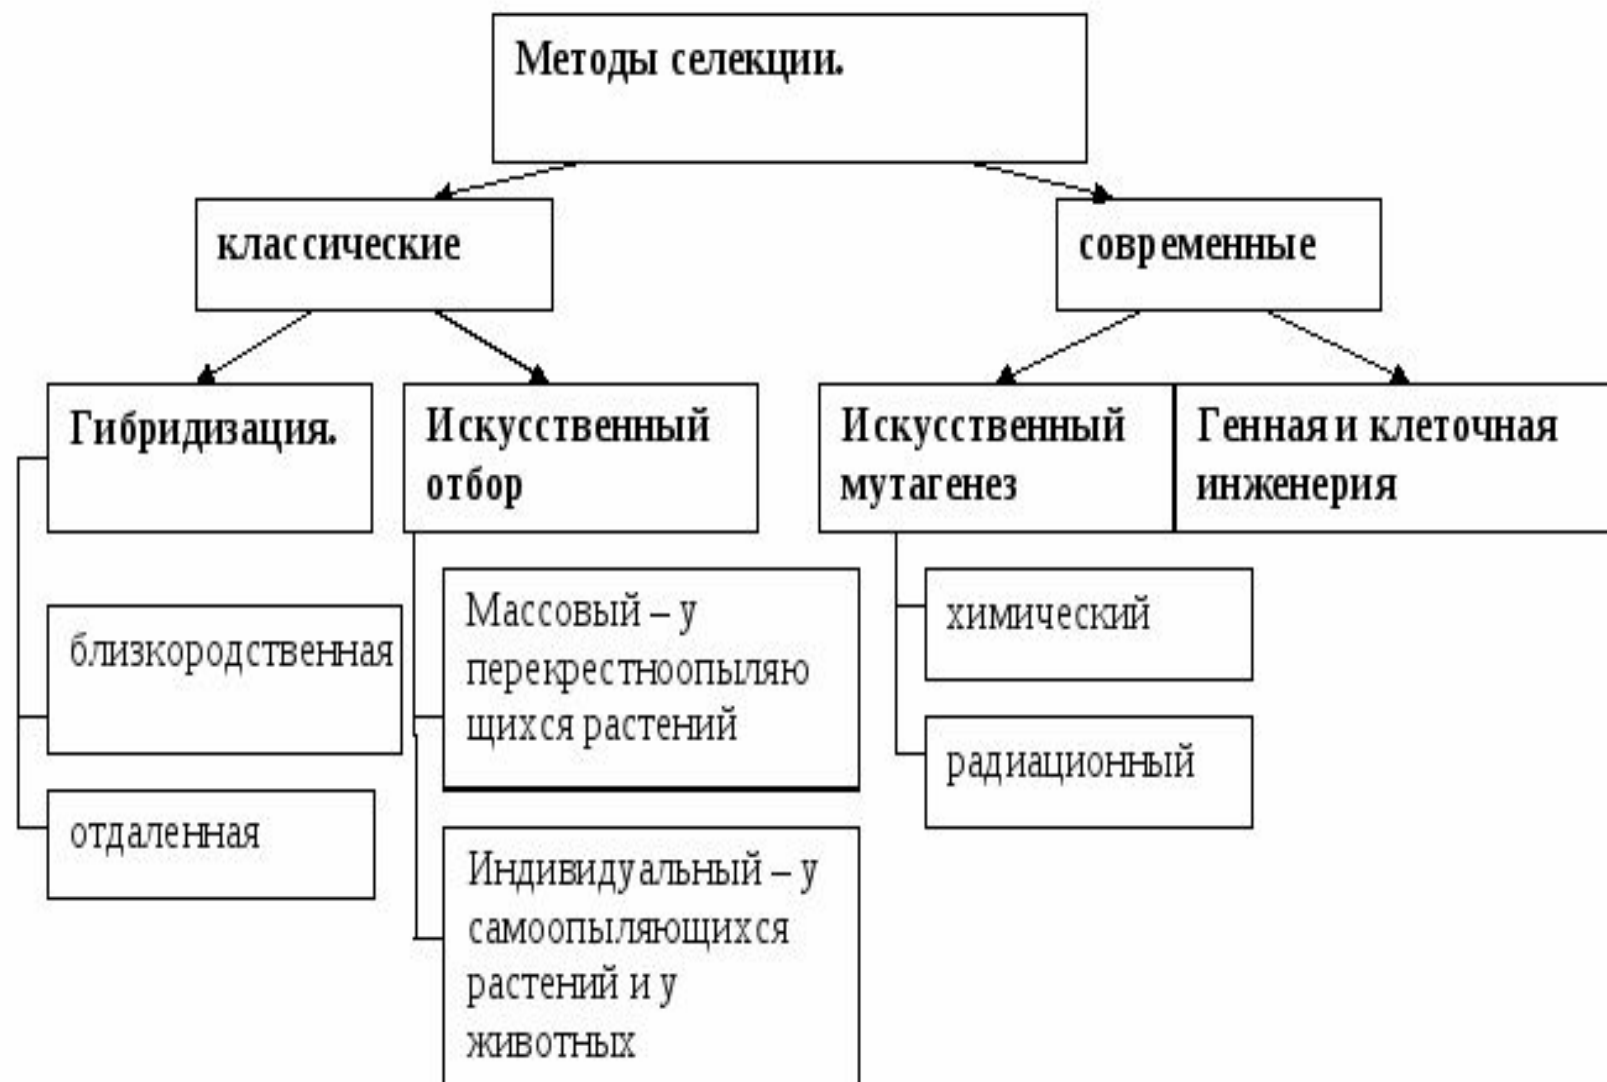 Методы селекции.
классические
современные
Гибридизация.
Искусственный
отбор
Искусственный
мутагенез
Генная и клеточная
инженерия
близкородственная
отдаленная
Массовый – у
перекрестноопыляю
щихся растений
Индивидуальный – у
самоопыляющихся
растений и у
животных
химический
радиационный